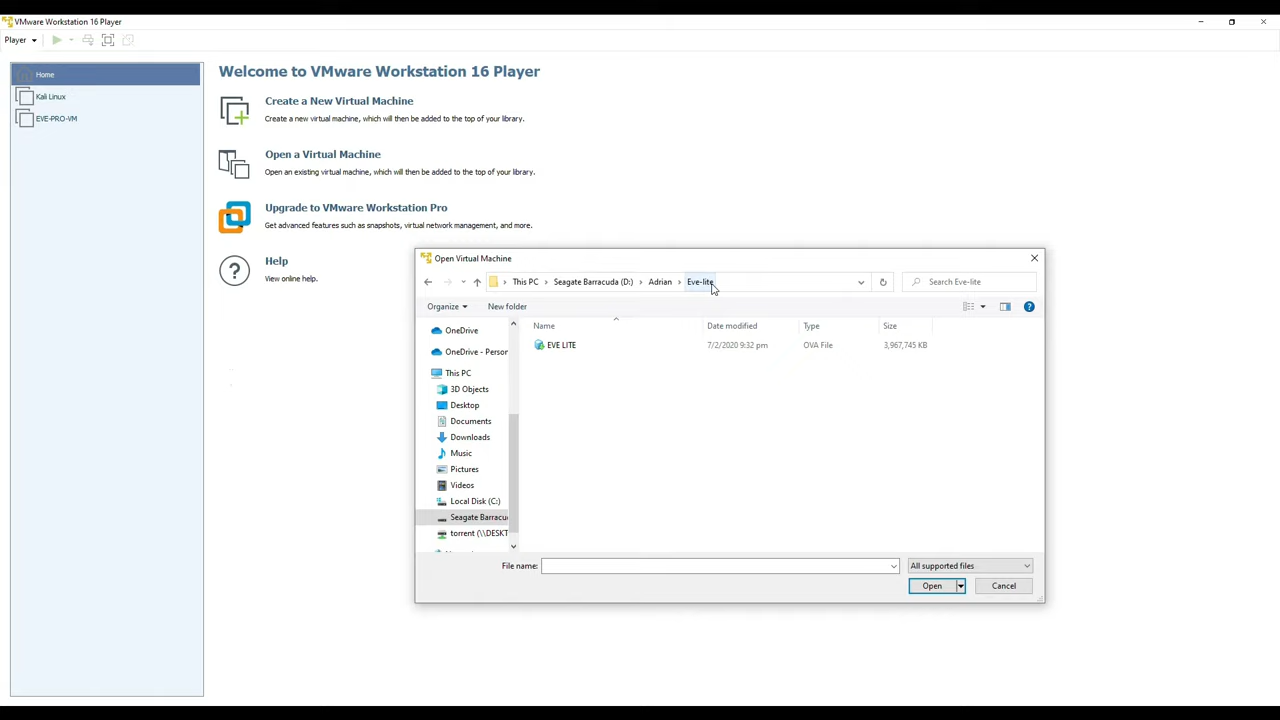 VMware Workstation 16 Player
Player
Home
Kali Linux
EVE-PRO-VM
Welcome to VMware Workstation 16 Player
Create a New Virtual Machine
Create a new virtual machine, which will then be added to the top of your library.
Open a Virtual Machine
Open an existing virtual machine, which will then be added to the top of your library.
Upgrade to VMware Workstation Pro
Get advanced features such as snapshots, virtual network management, and more.
Help
View online help.
Open Virtual Machine
This PC > Seagate Barracuda (D:) > Adrian > Eve-lite
Search Eve-lite
Organize
New folder
Name Date modified Type Size
EVE LITE 7/2/2020 9:32 pm OVA File 3,967,745 KB
OneDrive
OneDrive - Person
This PC
3D Objects
Desktop
Documents
Downloads
Music
Pictures
Videos
Local Disk (C:)
Seagate Barracu
torrent (\\DESKT
File name:
All supported files
Open
Cancel